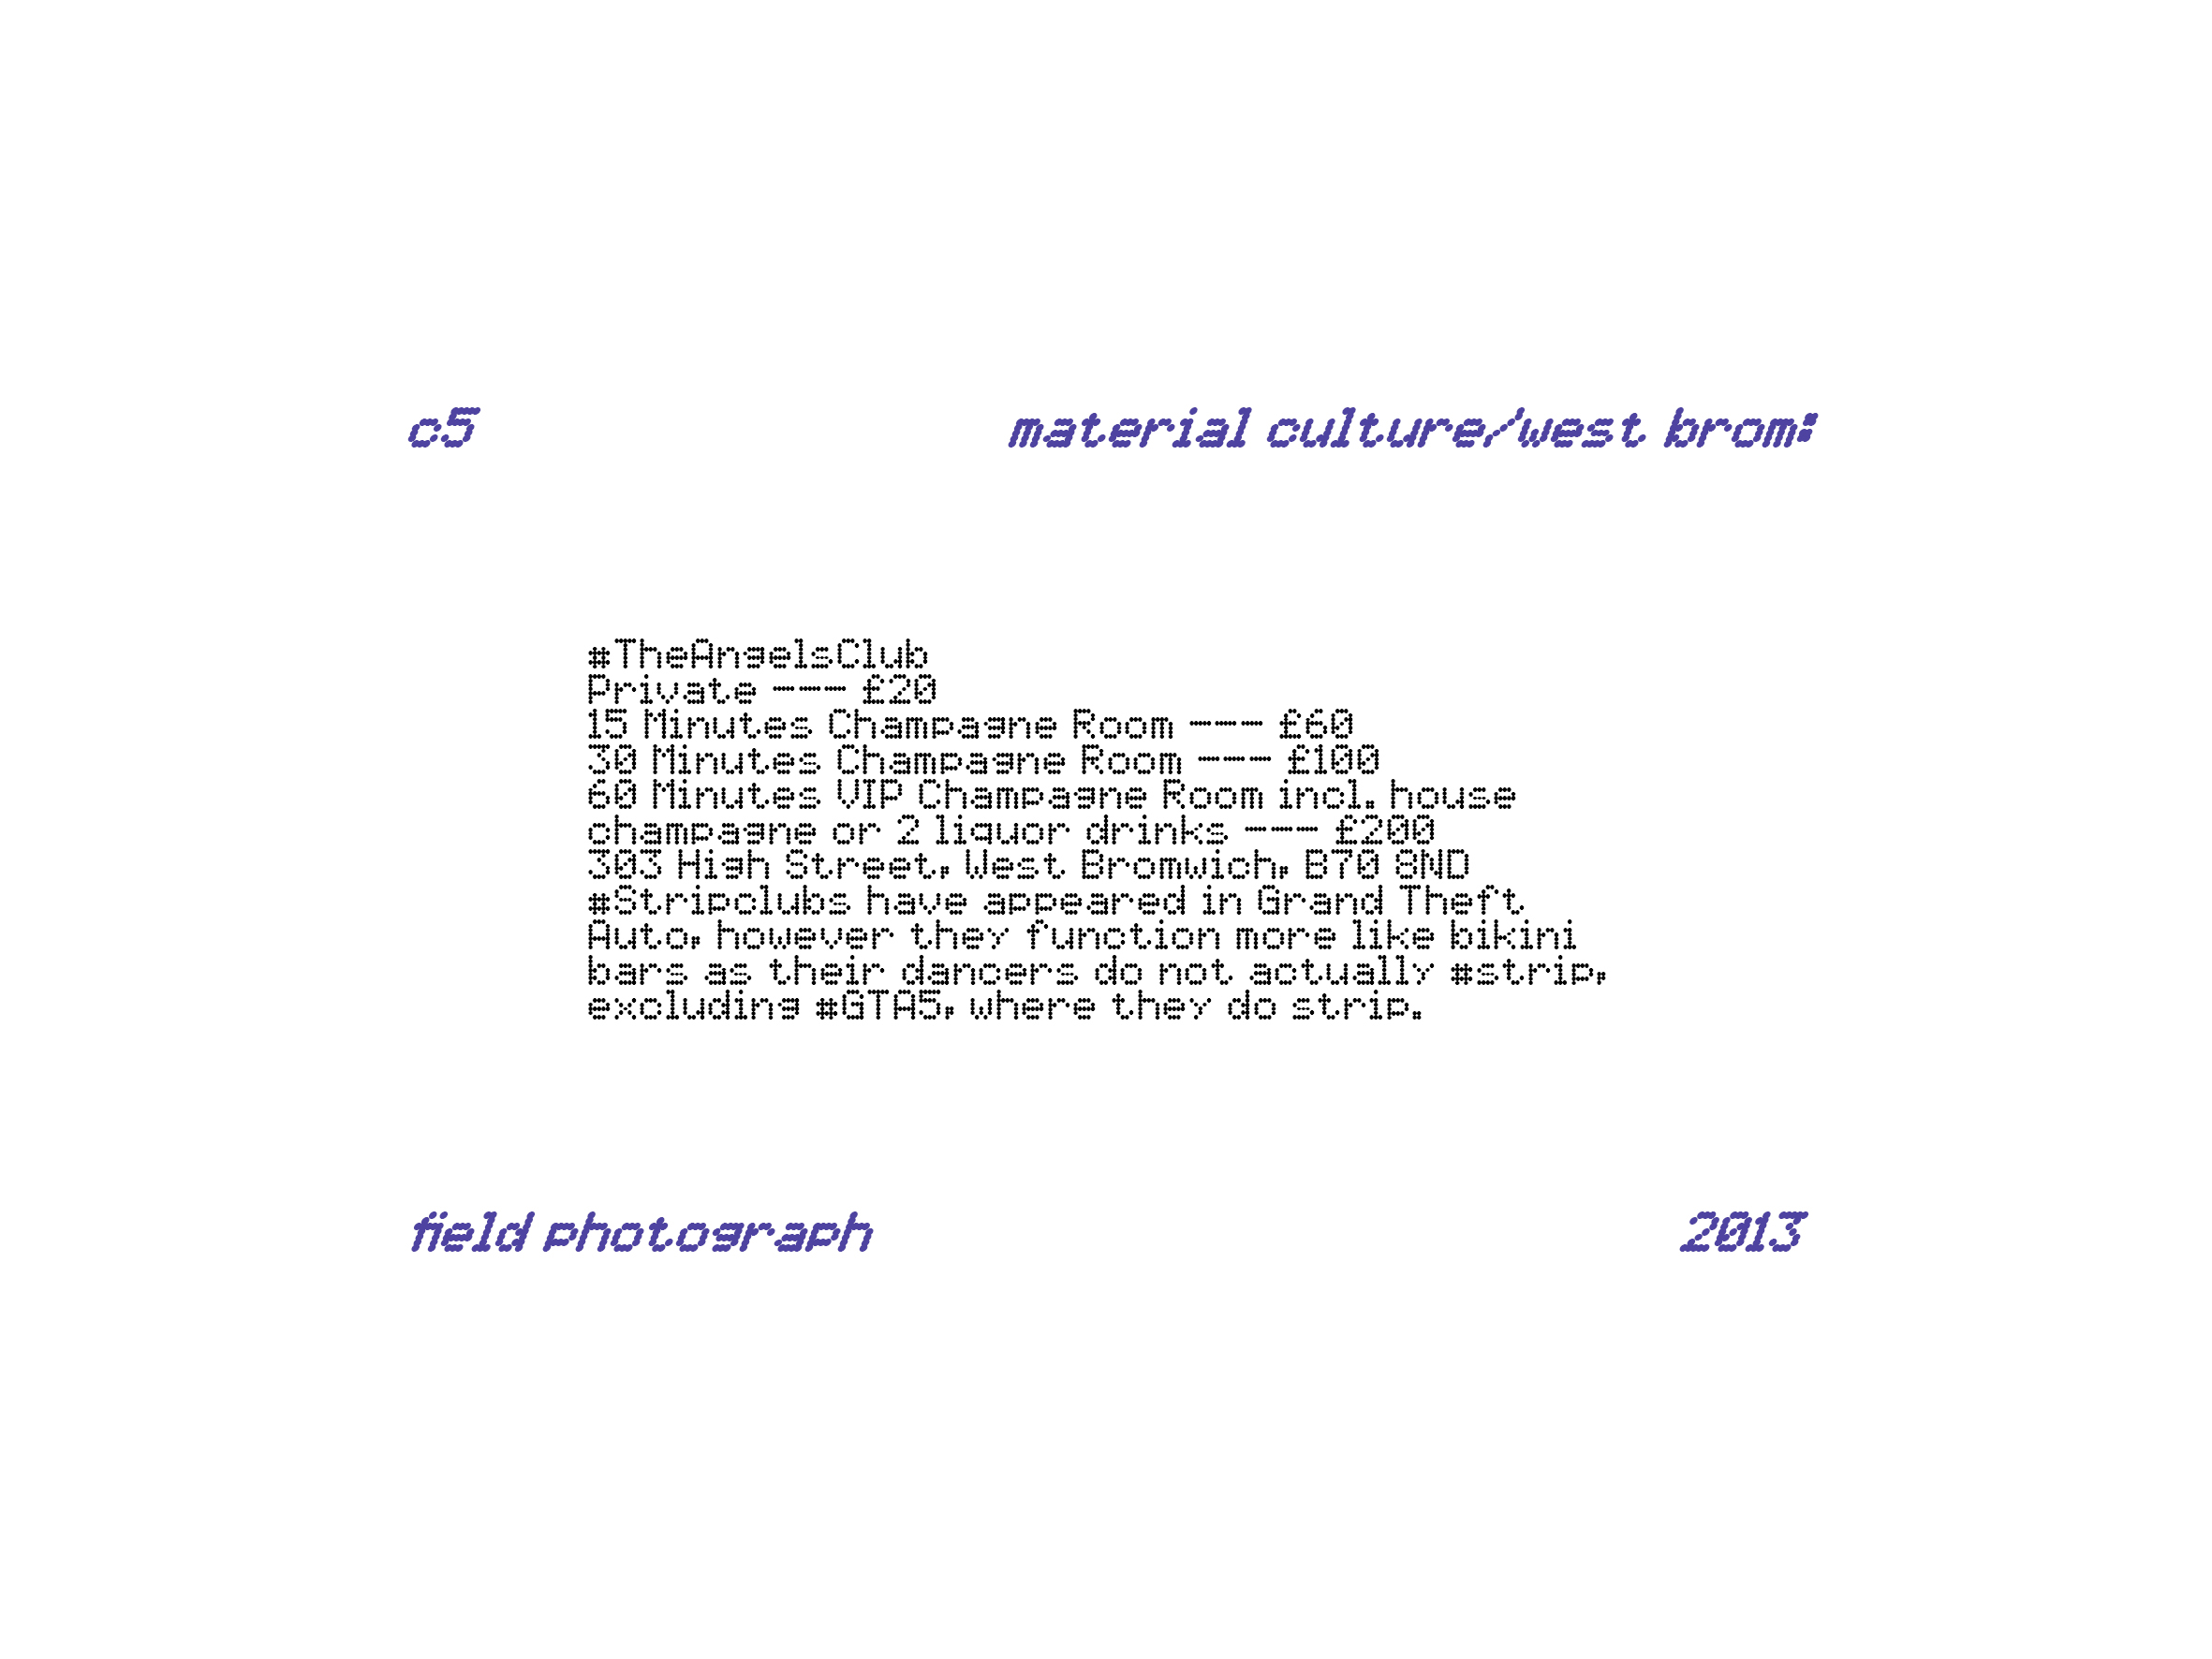 c5 material culture/west brom:
#TheAngelsClub
Private --- £20
15 Minutes Champagne Room --- £60
30 Minutes Champagne Room --- £100
60 Minutes VIP Champagne Room incl. house
champagne or 2 liquor drinks --- £200
303 High Street, West Bromwich, B70 8ND
#Stripclubs have appeared in Grand Theft
Auto, however they function more like bikini
bars as their dancers do not actually #strip,
excluding #GTA5, where they do strip.
field photograph 2013